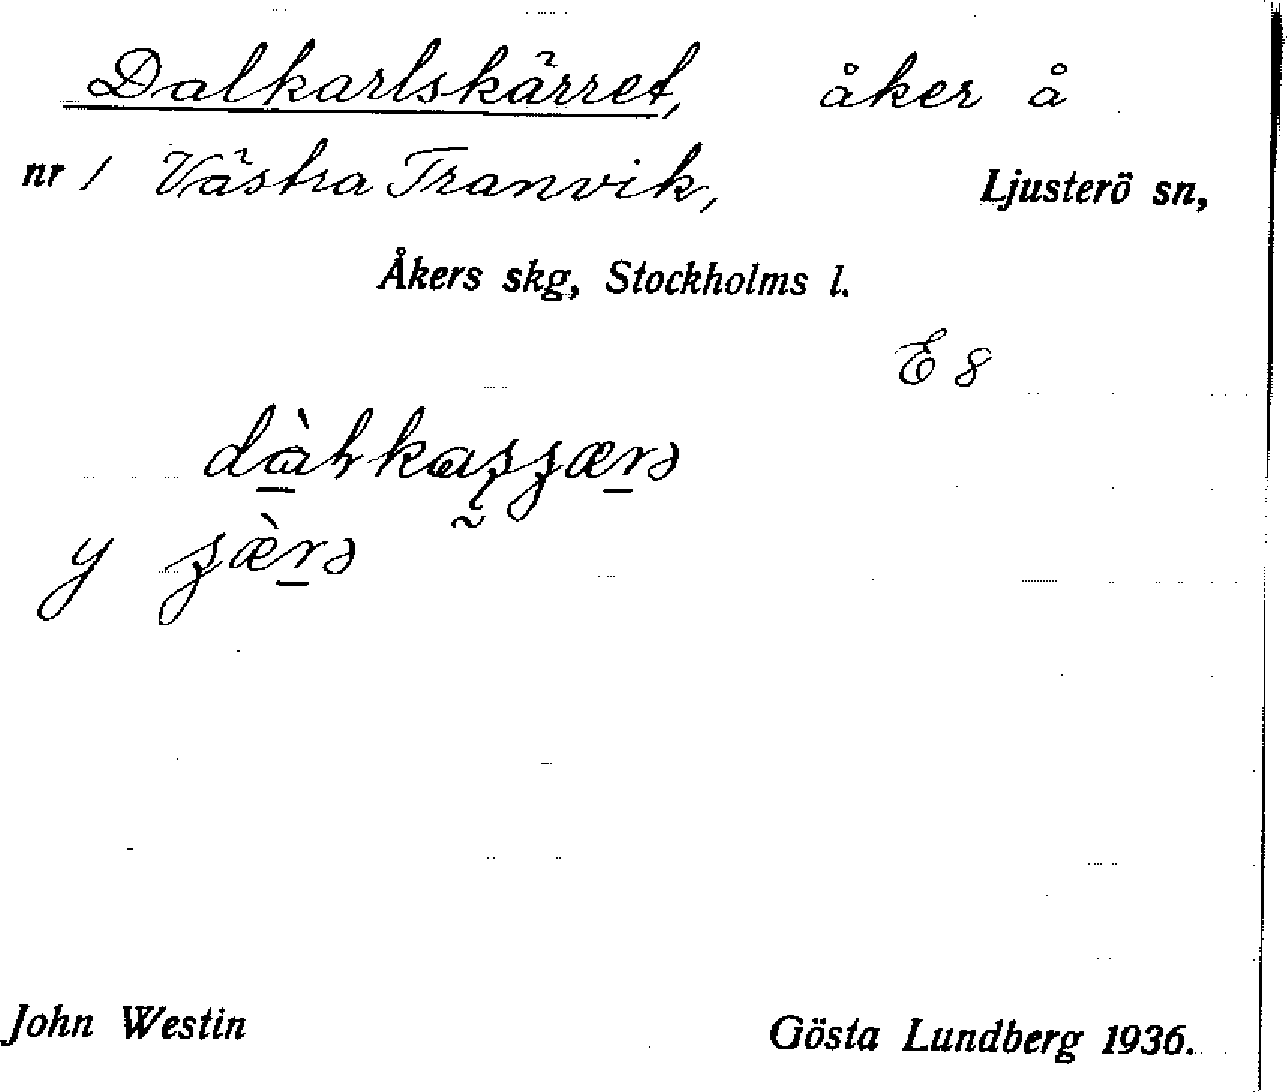 Dalkarlskärret, åker å
nr 1 Västra Tranvik, Ljusterö sn,
Åkers skg, Stockholms l.
E 8
y
John Westin Gösta Lundberg 1936.